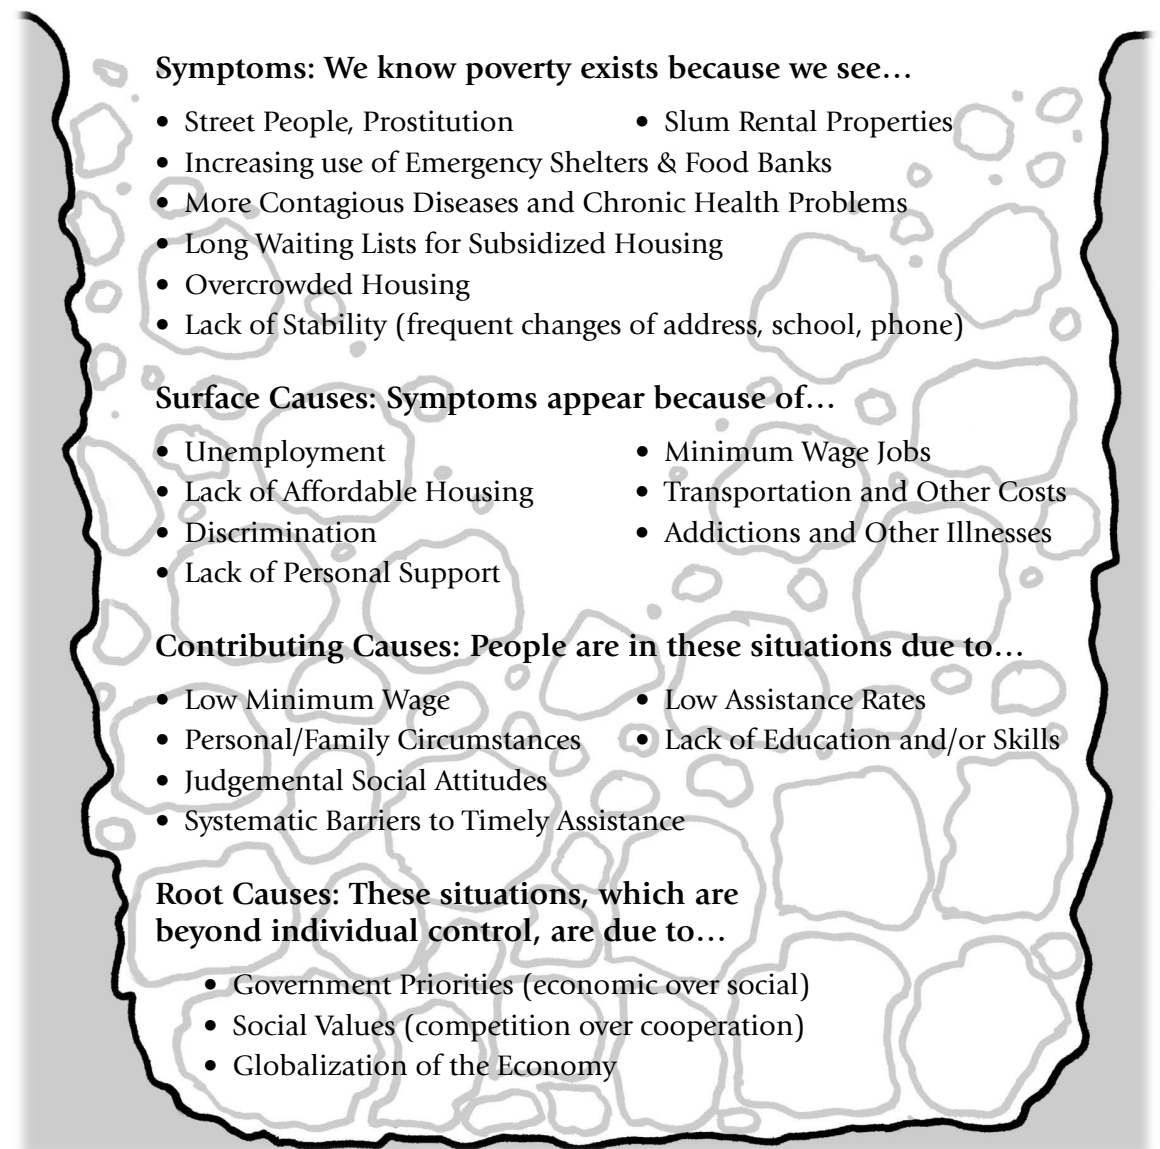 Symptoms: We know poverty exists because we see…
• Street People, Prostitution • Slum Rental Properties
• Increasing use of Emergency Shelters & Food Banks
• More Contagious Diseases and Chronic Health Problems
• Long Waiting Lists for Subsidized Housing
• Overcrowded Housing
• Lack of Stability (frequent changes of address, school, phone)
Surface Causes: Symptoms appear because of…
• Unemployment • Minimum Wage Jobs
• Lack of Affordable Housing • Transportation and Other Costs
• Discrimination • Addictions and Other Illnesses
• Lack of Personal Support
Contributing Causes: People are in these situations due to…
• Low Minimum Wage • Low Assistance Rates
• Personal/Family Circumstances • Lack of Education and/or Skills
• Judgemental Social Attitudes
• Systematic Barriers to Timely Assistance
Root Causes: These situations, which are
beyond individual control, are due to…
• Government Priorities (economic over social)
• Social Values (competition over cooperation)
• Globalization of the Economy